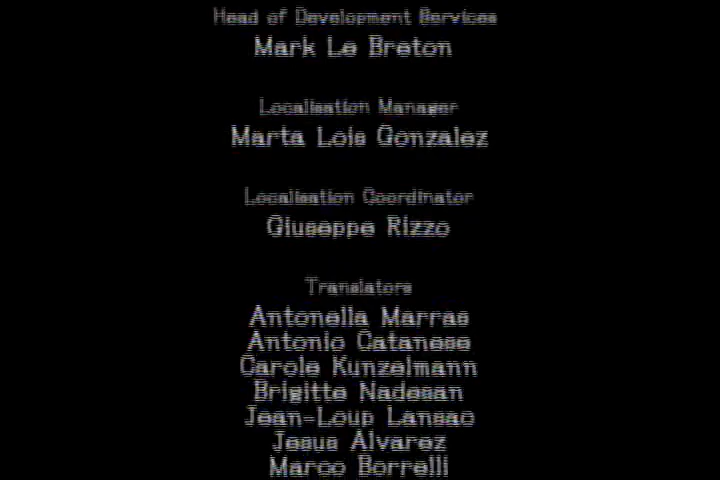 Head of Development Services
Mark Le Breton
Localisation Manager
Marta Lois Gonzalez
Localisation Coordinator
Giuseppe Rizzo
Translators
Antonella Marras
Antonio Catanese
Carole Kunzelmann
Brigitte Nadesan
Jean-Loup Lansac
Jesus Alvarez
Marco Borrelli